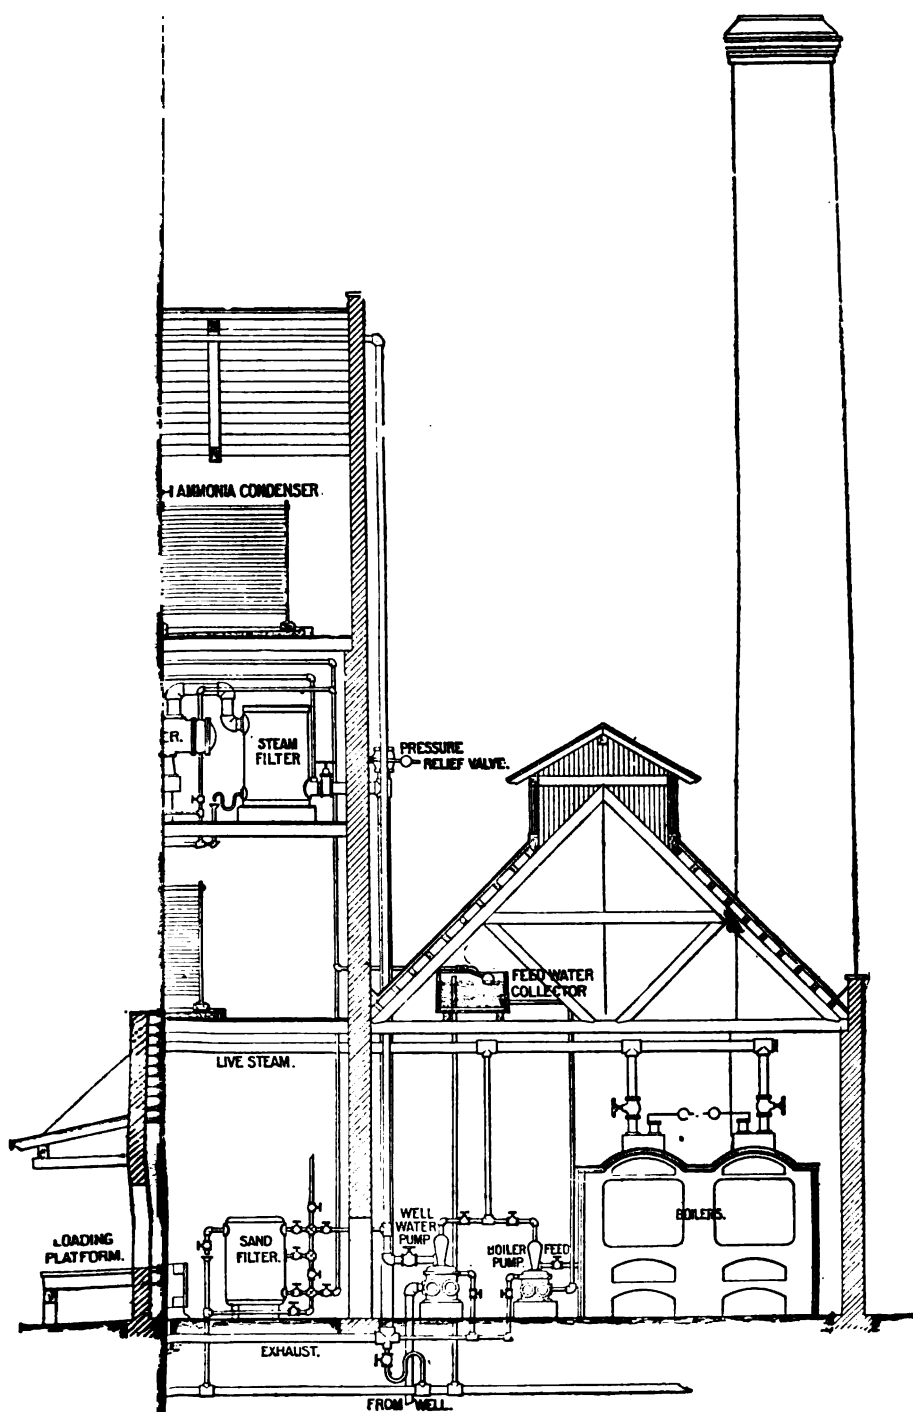 AMMONIA CONDENSER.
ER.
STEAM
FILTER
PRESSURE
RELIEF VALVE.
FEED WATER
COLLECTOR
LIVE STEAM.
BOILERS.
WELL
WATER
PUMP
BOILER FEED
PUMP.
LOADING
PLATFORM.
SAND
FILTER.
EXHAUST.
FROM WELL.